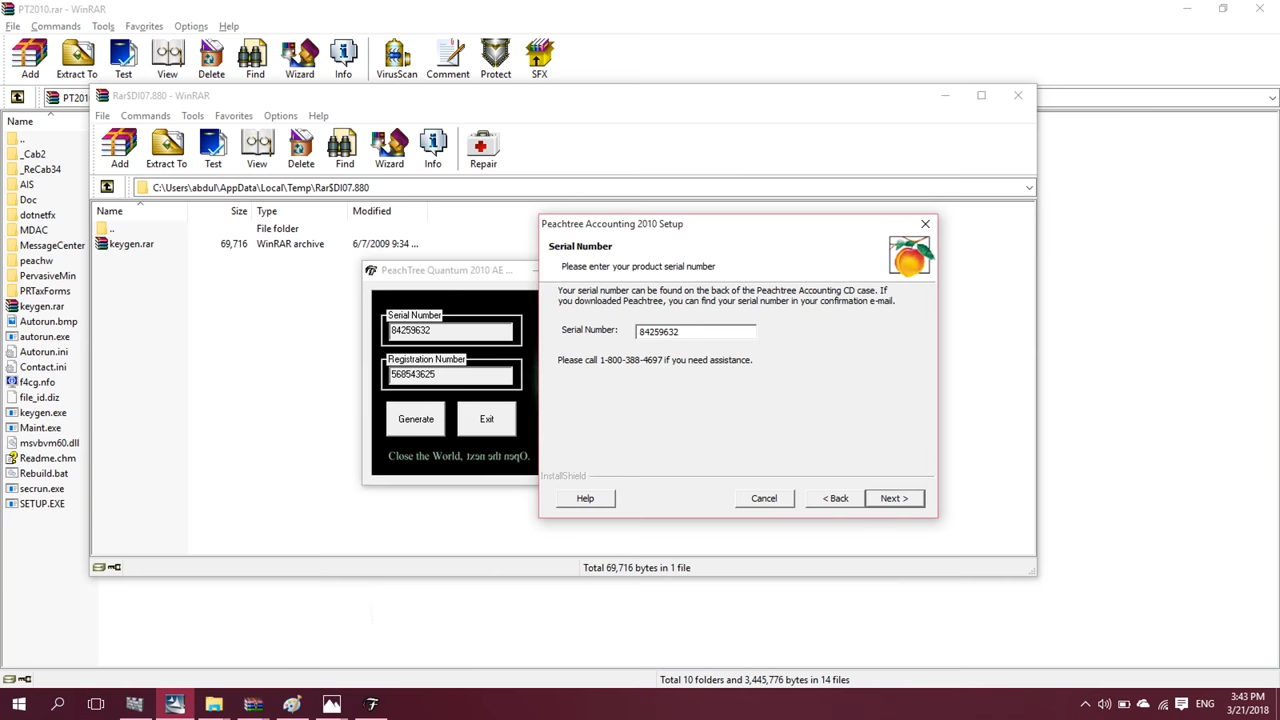 PT2010.rar - WinRAR
File Commands Tools Favorites Options Help
Add Extract To Test View Delete Find Wizard Info VirusScan Comment Protect SFX
PT201
Name
..
_Cab2
_ReCab34
AIS
Doc
dotnetfx
MDAC
MessageCenter
peachw
PervasiveMin
PRTaxForms
keygen.rar
Autorun.bmp
autorun.exe
Autorun.ini
Contact.ini
f4cg.nfo
file_id.diz
keygen.exe
Maint.exe
msvbvm60.dll
Readme.chm
Rebuild.bat
secrun.exe
SETUP.EXE
Rar$DI07.880 - WinRAR
File Commands Tools Favorites Options Help
Add Extract To Test View Delete Find Wizard Info Repair
C:\Users\abdul\AppData\Local\Temp\Rar$DI07.880
Name Size Type Modified
.. File folder
keygen.rar 69,716 WinRAR archive 6/7/2009 9:34 ...
PeachTree Quantum 2010 AE ...
Serial Number
84259632
Registration Number
568543625
Generate Exit
Close the World, txen eht nepO.
Peachtree Accounting 2010 Setup
Serial Number
Please enter your product serial number
Your serial number can be found on the back of the Peachtree Accounting CD case. If
you downloaded Peachtree, you can find your serial number in your confirmation e-mail.
Serial Number: 84259632
Please call 1-800-388-4697 if you need assistance.
InstallShield
Help Cancel < Back Next >
Total 69,716 bytes in 1 file
Total 10 folders and 3,445,776 bytes in 14 files
ENG
3:43 PM
3/21/2018